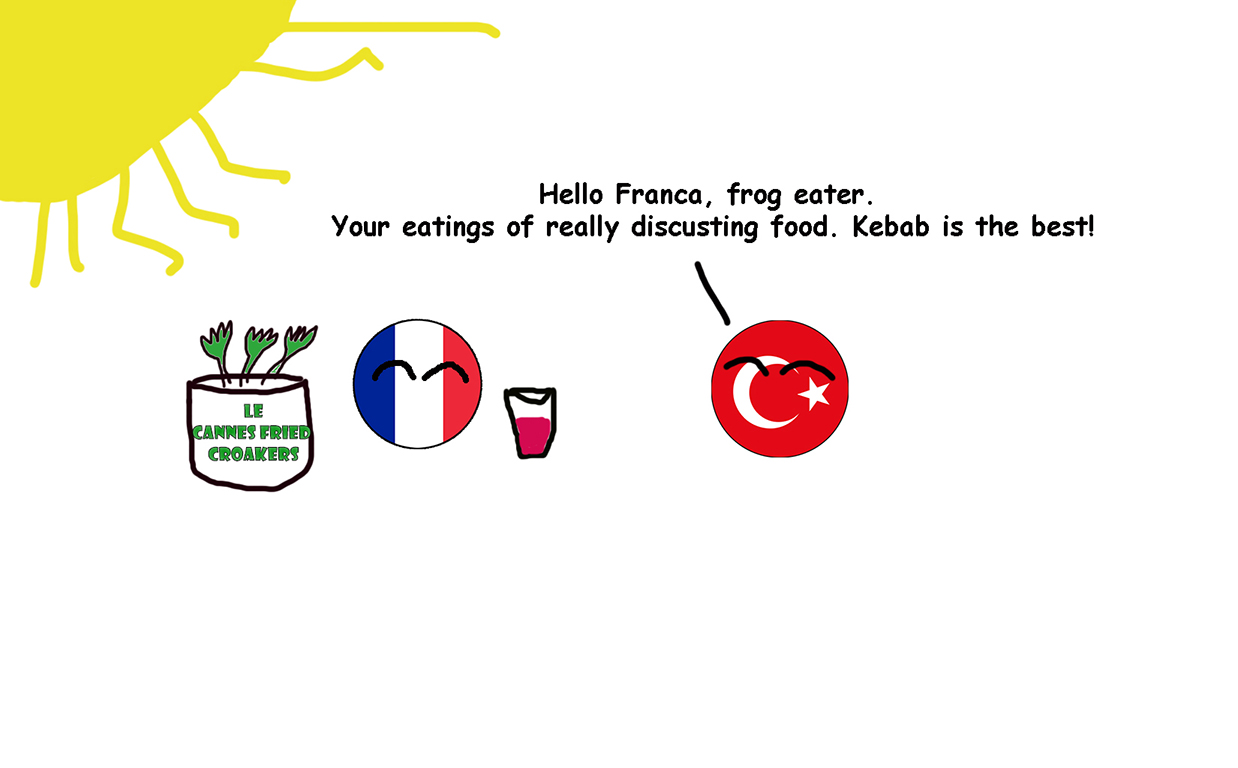 Hello Franca, frog eater.
Your eatings of really discusting food. Kebab is the best!
LE
CANNES FRIED
CROAKERS